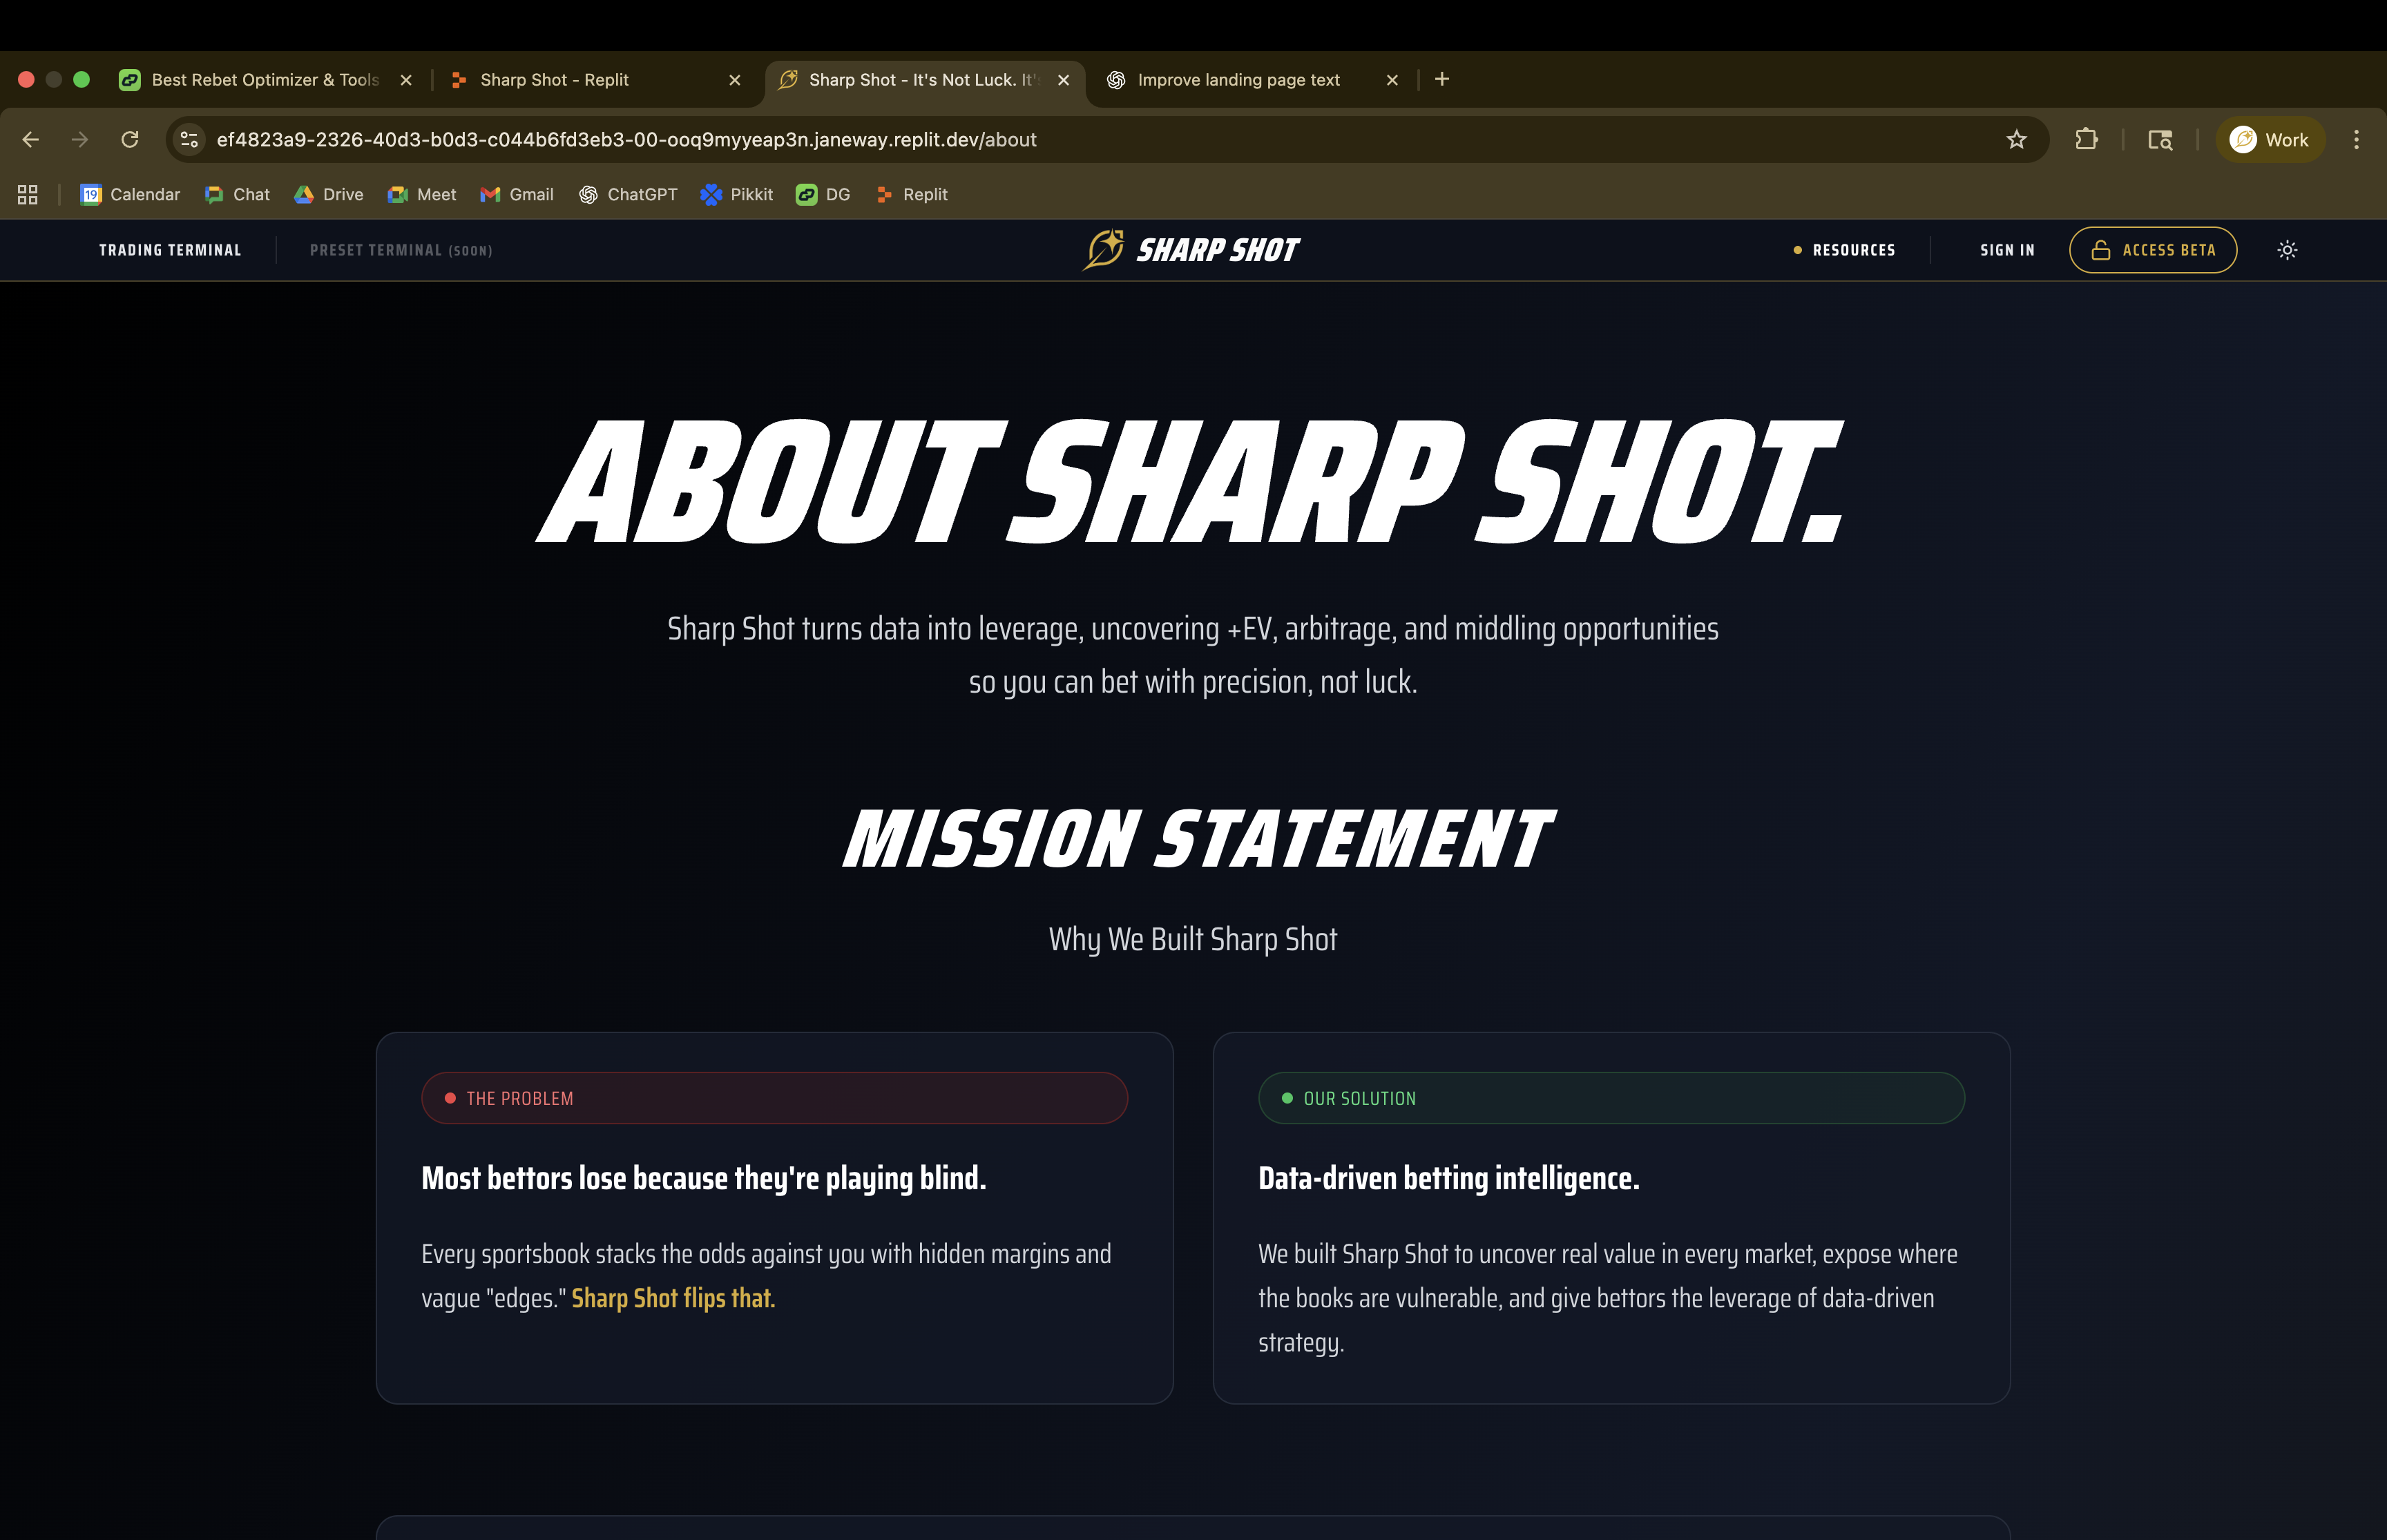 Best Rebet Optimizer & Tools
Sharp Shot - Replit
Sharp Shot - It's Not Luck. It's
Improve landing page text
ef4823a9-2326-40d3-b0d3-c044b6fd3eb3-00-ooq9myyeap3n.janeway.replit.dev/about
Work
19
Calendar
Chat
Drive
Meet
Gmail
ChatGPT
Pikkit
DG
Replit
TRADING TERMINAL
PRESET TERMINAL (SOON)
SHARP SHOT
RESOURCES
SIGN IN
ACCESS BETA
ABOUT SHARP SHOT.
Sharp Shot turns data into leverage, uncovering +EV, arbitrage, and middling opportunities
so you can bet with precision, not luck.
MISSION STATEMENT
Why We Built Sharp Shot
THE PROBLEM
Most bettors lose because they're playing blind.
Every sportsbook stacks the odds against you with hidden margins and
vague "edges." Sharp Shot flips that.
OUR SOLUTION
Data-driven betting intelligence.
We built Sharp Shot to uncover real value in every market, expose where
the books are vulnerable, and give bettors the leverage of data-driven
strategy.